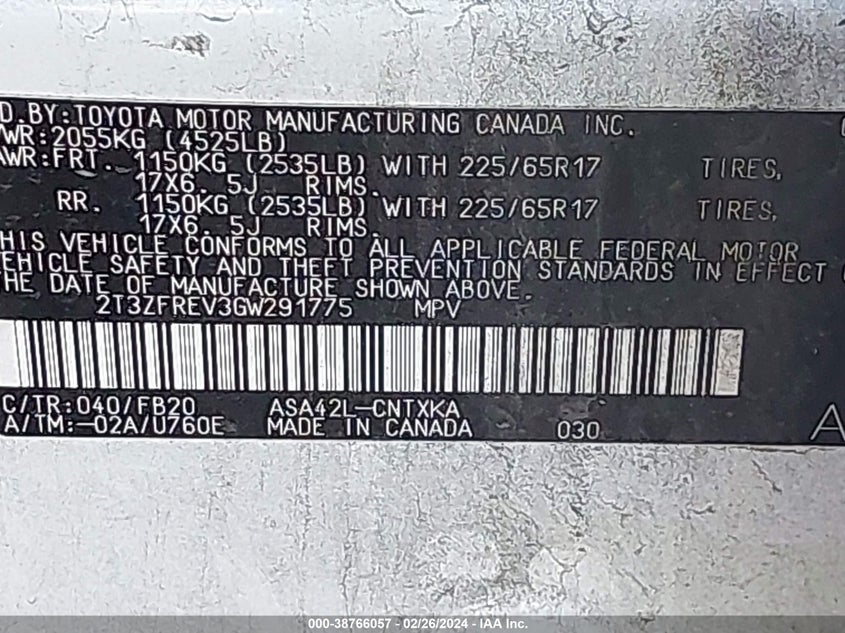 D.BY:TOYOTA MOTOR MANUFACTURING CANADA INC.
WR:2055KG (4525LB)
AWR:FRT. 1150KG (2535LB) WITH 225/65R17 TIRES,
17X6. 5J RIMS.
RR. 1150KG (2535LB) WITH 225/65R17 TIRES,
17X6. 5J RIMS.
HIS VEHICLE CONFORMS TO ALL APPLICABLE FEDERAL MOTOR
EHICLE SAFETY AND THEFT PREVENTION STANDARDS IN EFFECT
THE DATE OF MANUFACTURE SHOWN ABOVE.
2T3ZFREV3GW291775 MPV
C/TR:040/FB20 ASA42L-CNTXKA
A/TM:-02A/U760E MADE IN CANADA 030 A
000-38766057 - 02/26/2024 - IAA Inc.